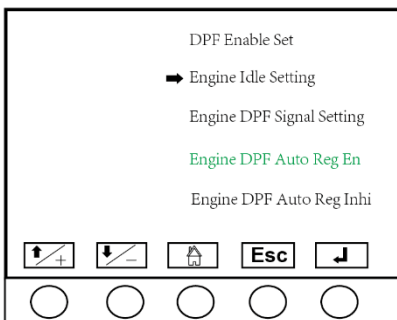 DPF Enable Set
Engine Idle Setting
Engine DPF Signal Setting
Engine DPF Auto Reg En
Engine DPF Auto Reg Inhi
/+ /- Esc